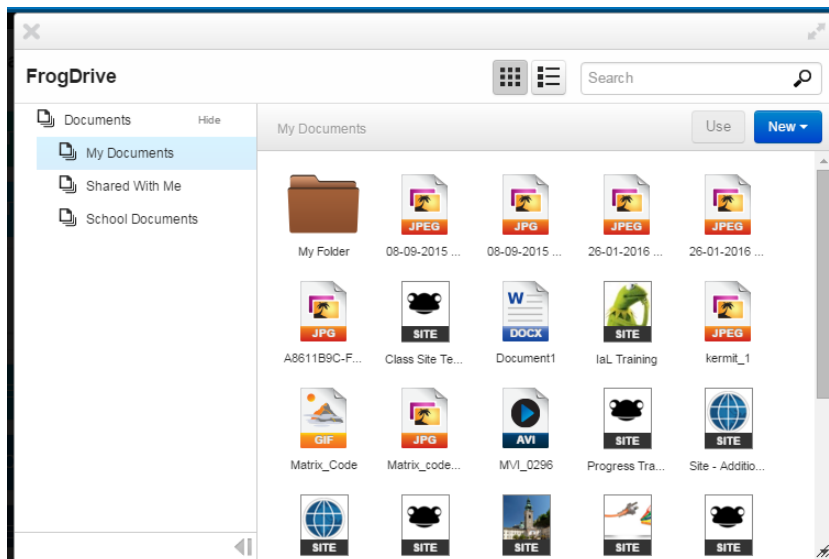 FrogDrive
Search
Documents Hide
My Documents
Shared With Me
School Documents
My Documents
Use
New
JPEG JPG JPEG JPEG
My Folder 08-09-2015 ... 08-09-2015 ... 26-01-2016 ... 26-01-2016 ...
JPG SITE W DOCX SITE JPEG
A8611B9C-F... Class Site Te... Document1 IaL Training kermit_1
GIF JPG AVI SITE SITE
Matrix_Code Matrix_code... MVI_0296 Progress Tra... Site - Additio...
SITE SITE SITE SITE SITE